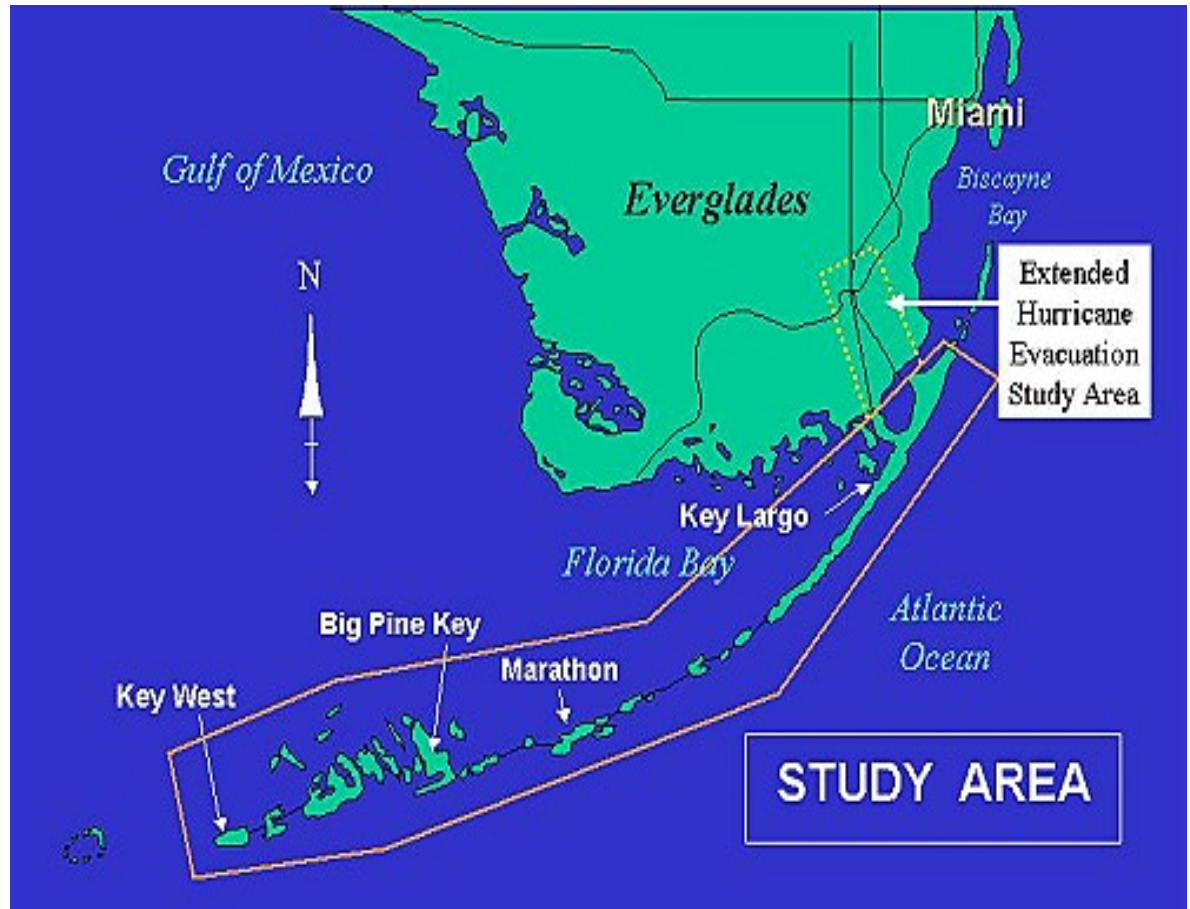 Miami
Gulf of Mexico
Everglades
Biscayne
Bay
N
Extended
Hurricane
Evacuation
Study Area
Key Largo
Florida Bay
Atlantic
Ocean
Big Pine Key
Marathon
Key West
STUDY AREA